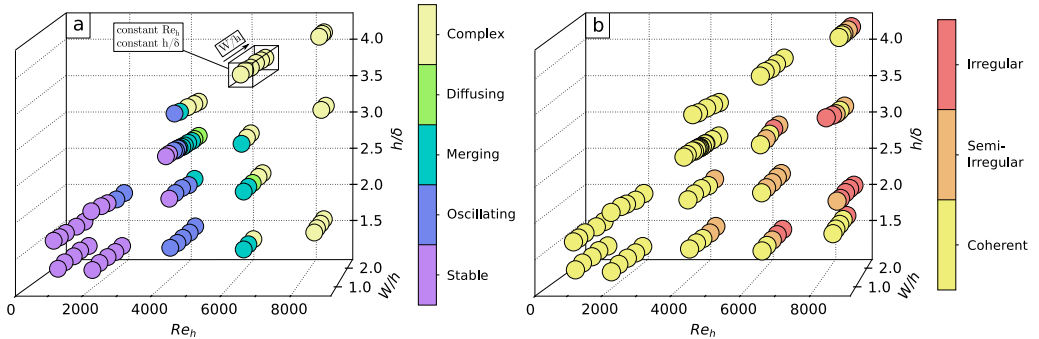 a
constant Re_h
constant h/δ
W/h
4.0
3.5
3.0
2.5
2.0
1.5
h/δ
2.0
1.0
W/h
0
2000
4000
6000
8000
Re_h
Complex
Diffusing
Merging
Oscillating
Stable
b
4.0
3.5
3.0
2.5
2.0
1.5
h/δ
2.0
1.0
W/h
0
2000
4000
6000
8000
Re_h
Irregular
Semi-
Irregular
Coherent